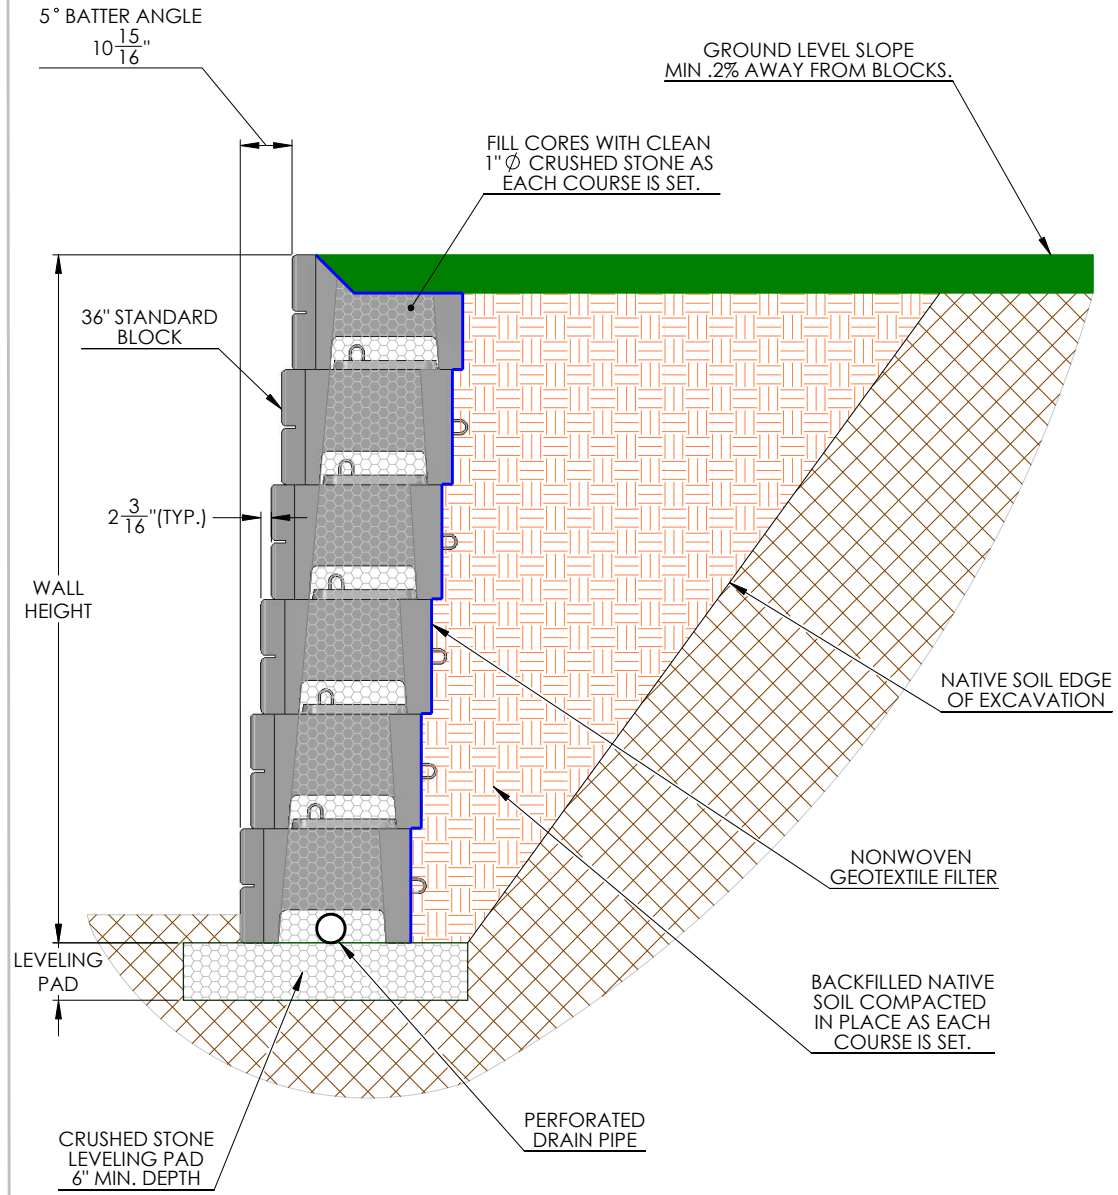 5° BATTER ANGLE
10 15/16"
GROUND LEVEL SLOPE
MIN .2% AWAY FROM BLOCKS.
FILL CORES WITH CLEAN
1" Ø CRUSHED STONE AS
EACH COURSE IS SET.
36" STANDARD
BLOCK
2 3/16"(TYP.)
WALL
HEIGHT
NATIVE SOIL EDGE
OF EXCAVATION
NONWOVEN
GEOTEXTILE FILTER
LEVELING
PAD
BACKFILLED NATIVE
SOIL COMPACTED
IN PLACE AS EACH
COURSE IS SET.
PERFORATED
DRAIN PIPE
CRUSHED STONE
LEVELING PAD
6" MIN. DEPTH